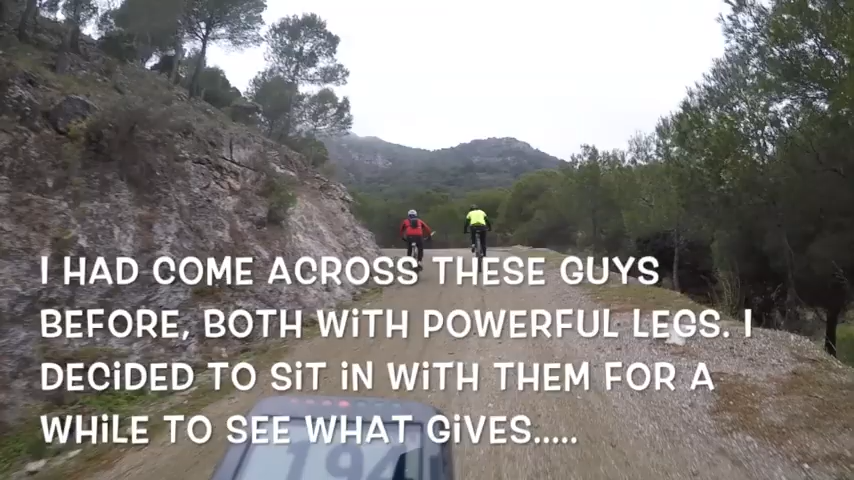 I HAD COME ACROSS THESE GUYS
BEFORE, BOTH WiTH POWERFUL LEGS. I
DECiDED TO SiT iN WiTH THEM FOR A
WHiLE TO SEE WHAT GiVES.....
194